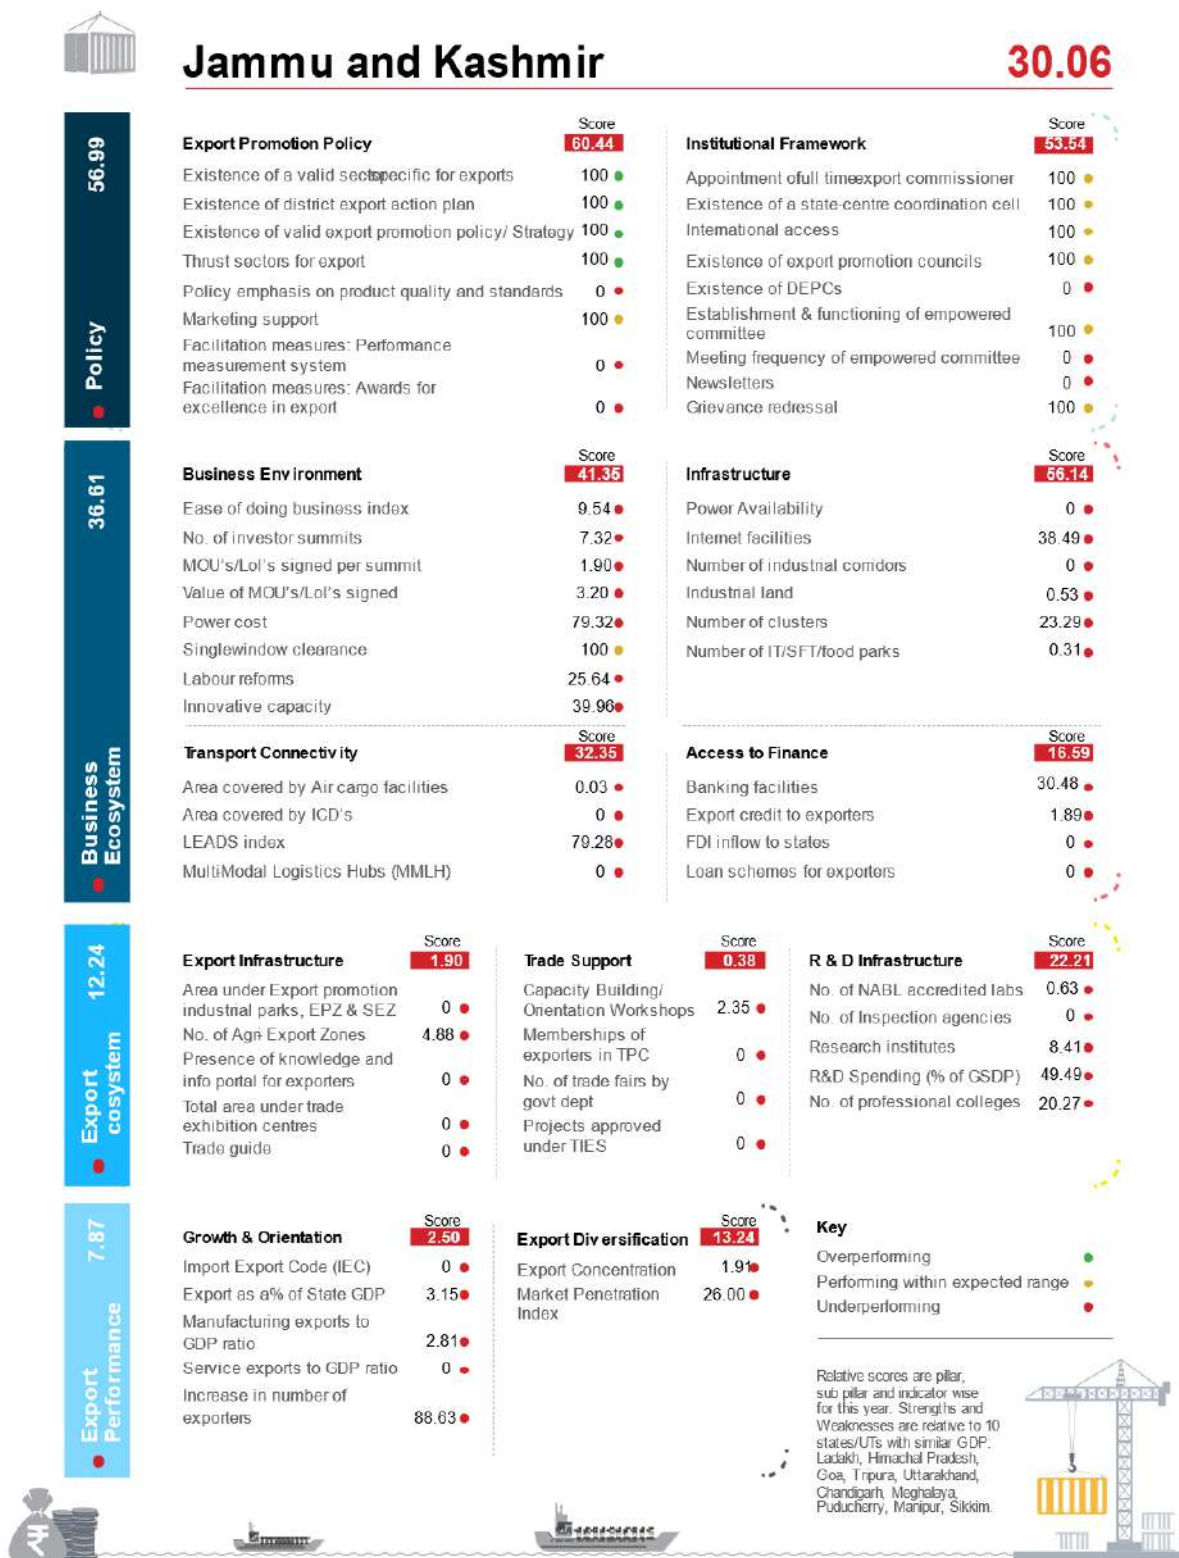 Jammu and Kashmir 30.06
Policy 56.99
Score
Export Promotion Policy 60.44
Existence of a valid sectospecific for exports 100
Existence of district export action plan 100
Existence of valid export promotion policy/ Strategy 100
Thrust sectors for export 100
Policy emphasis on product quality and standards 0
Marketing support 100
Facilitation measures: Performance
measurement system 0
Facilitation measures: Awards for
excellence in export 0
Score
Institutional Framework 53.54
Appointment ofull timeexport commissioner 100
Existence of a state-centre coordination cell 100
International access 100
Existence of export promotion councils 100
Existence of DEPCs 0
Establishment & functioning of empowered
committee 100
Meeting frequency of empowered committee 0
Newsletters 0
Grievance redressal 100
Business
Ecosystem 36.61
Score
Business Environment 41.35
Ease of doing business index 9.54
No. of investor summits 7.32
MOU's/LoI's signed per summit 1.90
Value of MOU's/LoI's signed 3.20
Power cost 79.32
Singlewindow clearance 100
Labour reforms 25.64
Innovative capacity 39.96
Score
Infrastructure 56.14
Power Availability 0
Internet facilities 38.49
Number of industrial corridors 0
Industrial land 0.53
Number of clusters 23.29
Number of IT/SFT/food parks 0.31
Score
Transport Connectivity 32.35
Area covered by Air cargo facilities 0.03
Area covered by ICD's 0
LEADS index 79.28
MultiModal Logistics Hubs (MMLH) 0
Score
Access to Finance 16.59
Banking facilities 30.48
Export credit to exporters 1.89
FDI inflow to states 0
Loan schemes for exporters 0
Export
cosystem 12.24
Score
Export Infrastructure 1.90
Area under Export promotion
industrial parks, EPZ & SEZ 0
No. of Agri- Export Zones 4.88
Presence of knowledge and
info portal for exporters 0
Total area under trade
exhibition centres 0
Trade guide 0
Score
Trade Support 0.38
Capacity Building/
Orientation Workshops 2.35
Memberships of
exporters in TPC 0
No. of trade fairs by
govt dept 0
Projects approved
under TIES 0
Score
R & D Infrastructure 22.21
No. of NABL accredited labs 0.63
No. of Inspection agencies 0
Research institutes 8.41
R&D Spending (% of GSDP) 49.49
No. of professional colleges 20.27
Export
Performance 7.87
Score
Growth & Orientation 2.50
Import Export Code (IEC) 0
Export as a% of State GDP 3.15
Manufacturing exports to
GDP ratio 2.81
Service exports to GDP ratio 0
Increase in number of
exporters 88.63
Score
Export Diversification 13.24
Export Concentration 1.91
Market Penetration 26.00
Index
Key
Overperforming
Performing within expected range
Underperforming
Relative scores are pillar,
sub pillar and indicator wise
for this year. Strengths and
Weaknesses are relative to 10
states/UTs with similar GDP:
Ladakh, Himachal Pradesh,
Goa, Tripura, Uttarakhand,
Chandigarh, Meghalaya,
Puducherry, Manipur, Sikkim.
₹